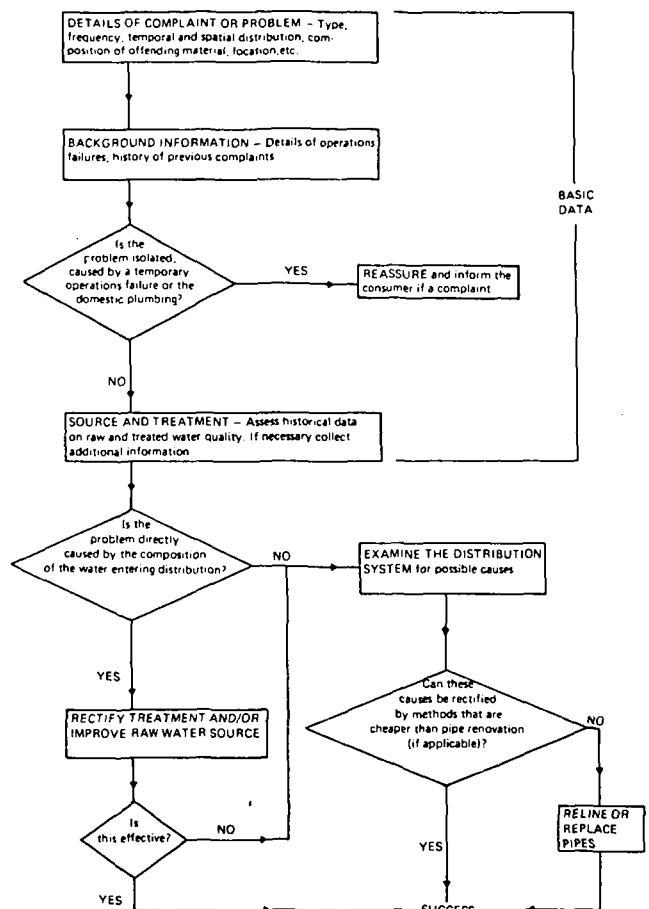 DETAILS OF COMPLAINT OR PROBLEM – Type,
frequency, temporal and spatial distribution, com-
position of offending material, location, etc.
BACKGROUND INFORMATION – Details of operations
failures, history of previous complaints
BASIC
DATA
Is the
problem isolated,
caused by a temporary
operations failure or the
domestic plumbing?
YES
REASSURE and inform the
consumer if a complaint
NO
SOURCE AND TREATMENT – Assess historical data
on raw and treated water quality. If necessary collect
additional information
Is the
problem directly
caused by the composition
of the water entering distribution?
NO
EXAMINE THE DISTRIBUTION
SYSTEM for possible causes
YES
RECTIFY TREATMENT AND/OR
IMPROVE RAW WATER SOURCE
Can these
causes be rectified
by methods that are
cheaper than pipe renovation
(if applicable)?
NO
RELINE OR
REPLACE
PIPES
Is
this effective?
NO
YES
YES
SUCCESS